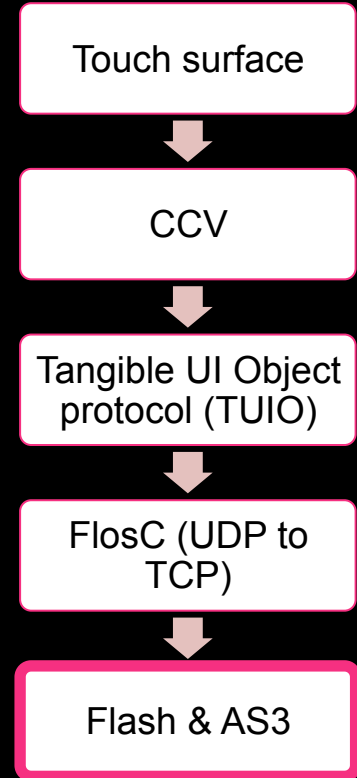 Touch surface
CCV
Tangible UI Object
protocol (TUIO)
FlosC (UDP to
TCP)
Flash & AS3